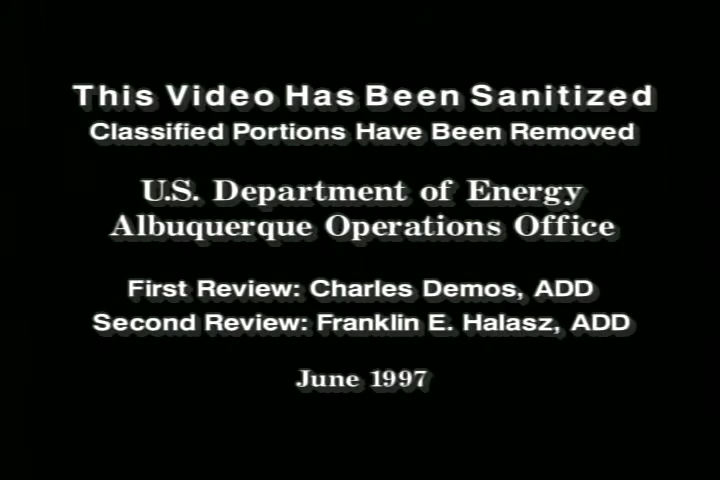 This Video Has Been Sanitized
Classified Portions Have Been Removed
U.S. Department of Energy
Albuquerque Operations Office
First Review: Charles Demos, ADD
Second Review: Franklin E. Halasz, ADD
June 1997